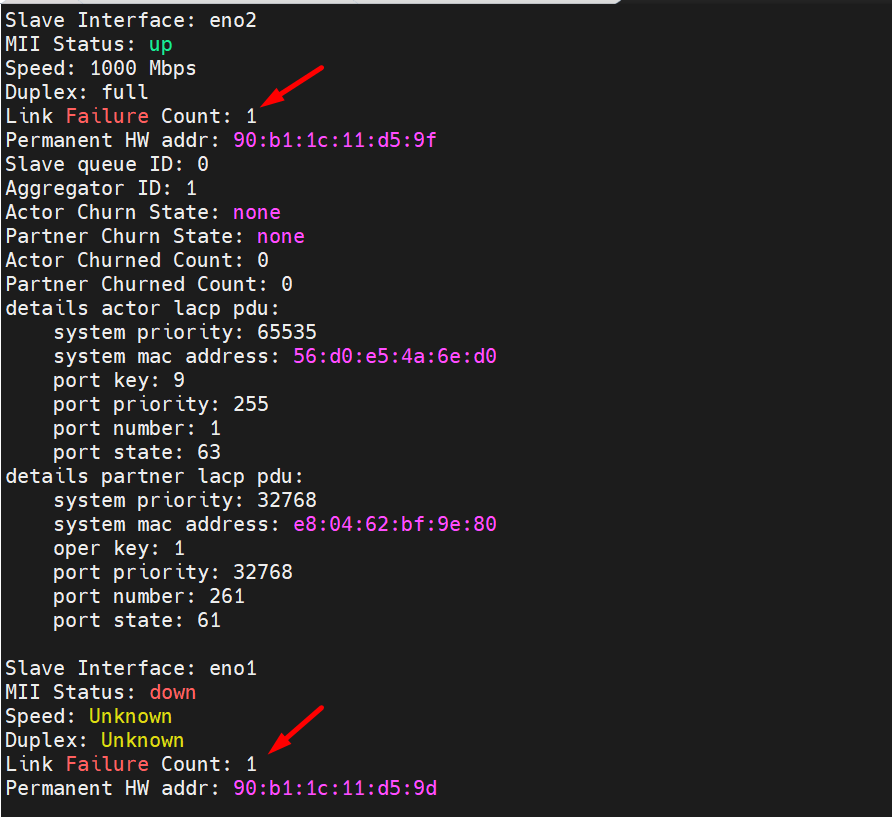 Slave Interface: eno2
MII Status: up
Speed: 1000 Mbps
Duplex: full
Link Failure Count: 1
Permanent HW addr: 90:b1:1c:11:d5:9f
Slave queue ID: 0
Aggregator ID: 1
Actor Churn State: none
Partner Churn State: none
Actor Churned Count: 0
Partner Churned Count: 0
details actor lacp pdu:
    system priority: 65535
    system mac address: 56:d0:e5:4a:6e:d0
    port key: 9
    port priority: 255
    port number: 1
    port state: 63
details partner lacp pdu:
    system priority: 32768
    system mac address: e8:04:62:bf:9e:80
    oper key: 1
    port priority: 32768
    port number: 261
    port state: 61

Slave Interface: eno1
MII Status: down
Speed: Unknown
Duplex: Unknown
Link Failure Count: 1
Permanent HW addr: 90:b1:1c:11:d5:9d